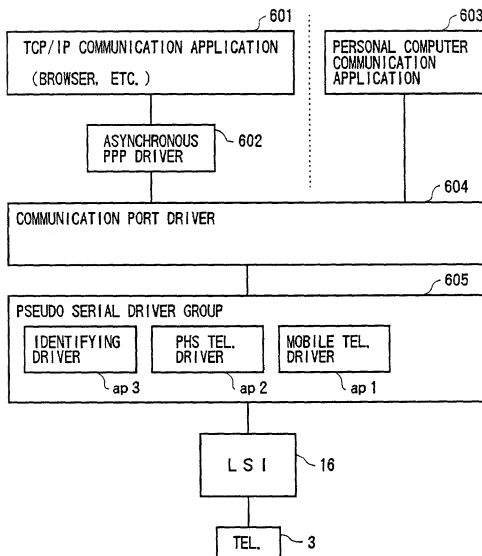 601
603
TCP/IP COMMUNICATION APPLICATION
(BROWSER, ETC.)
PERSONAL COMPUTER
COMMUNICATION
APPLICATION
ASYNCHRONOUS
PPP DRIVER
602
604
COMMUNICATION PORT DRIVER
605
PSEUDO SERIAL DRIVER GROUP
IDENTIFYING
DRIVER
PHS TEL.
DRIVER
MOBILE TEL.
DRIVER
ap 3
ap 2
ap 1
LSI
16
TEL.
3